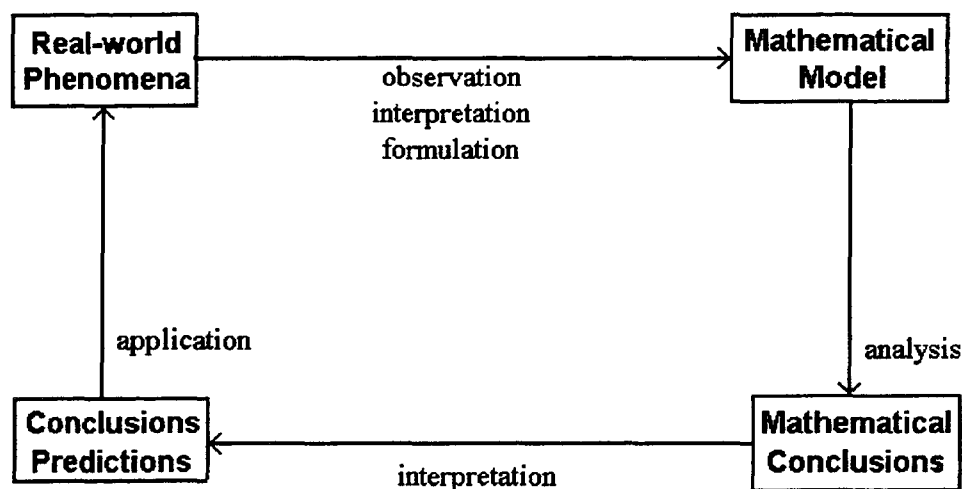 Real-world
Phenomena
observation
interpretation
formulation
Mathematical
Model
application
analysis
Conclusions
Predictions
interpretation
Mathematical
Conclusions